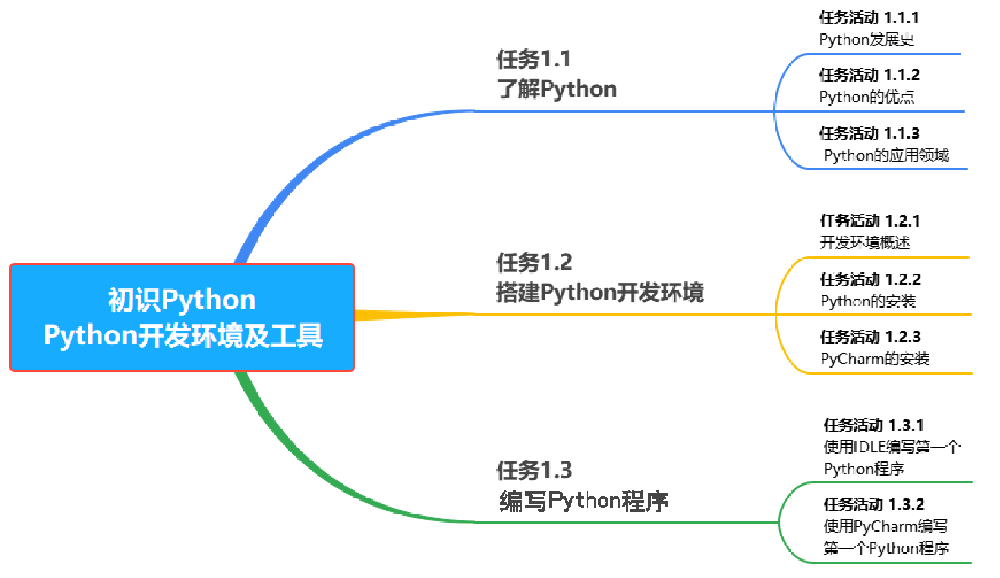 初识Python
Python开发环境及工具
任务1.1
了解Python
任务活动 1.1.1
Python发展史
任务活动 1.1.2
Python的优点
任务活动 1.1.3
Python的应用领域
任务1.2
搭建Python开发环境
任务活动 1.2.1
开发环境概述
任务活动 1.2.2
Python的安装
任务活动 1.2.3
PyCharm的安装
任务1.3
编写Python程序
任务活动 1.3.1
使用IDLE编写第一个
Python程序
任务活动 1.3.2
使用PyCharm编写
第一个Python程序